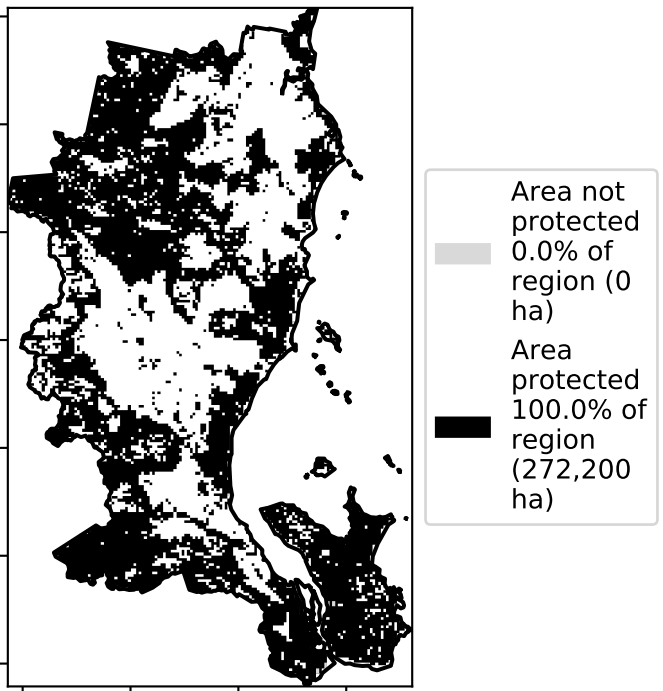 Area not
protected
0.0% of
region (0
ha)
Area
protected
100.0% of
region
(272,200
ha)